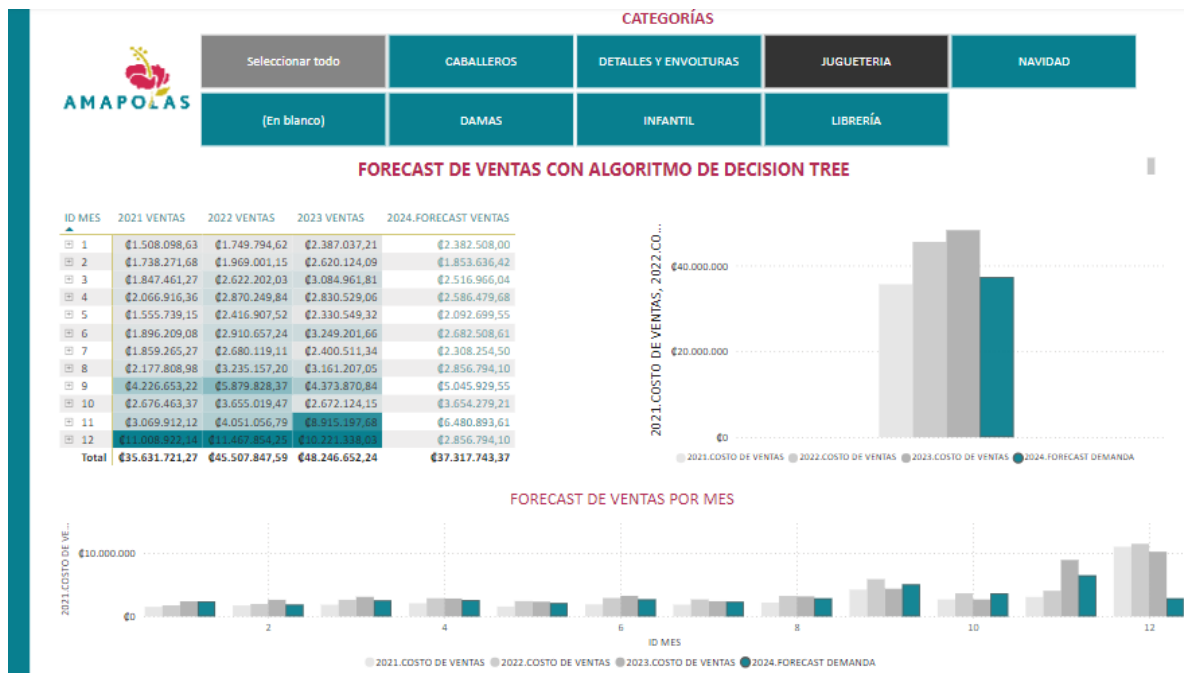 CATEGORÍAS
AMAPOLAS
Seleccionar todo
CABALLEROS
DETALLES Y ENVOLTURAS
JUGUETERIA
NAVIDAD
(En blanco)
DAMAS
INFANTIL
LIBRERÍA
FORECAST DE VENTAS CON ALGORITMO DE DECISION TREE
ID MES 2021 VENTAS 2022 VENTAS 2023 VENTAS 2024.FORECAST VENTAS
1 ₡1.508.098,63 ₡1.749.794,62 ₡2.387.037,21 ₡2.382.508,00
2 ₡1.738.271,68 ₡1.969.001,15 ₡2.620.124,09 ₡1.853.636,42
3 ₡1.847.461,27 ₡2.622.202,03 ₡3.084.961,81 ₡2.516.966,04
4 ₡2.066.916,36 ₡2.870.249,84 ₡2.830.529,06 ₡2.586.479,68
5 ₡1.555.739,15 ₡2.416.907,52 ₡2.330.549,32 ₡2.092.699,55
6 ₡1.896.209,08 ₡2.910.657,24 ₡3.249.201,66 ₡2.682.508,61
7 ₡1.859.265,27 ₡2.680.119,11 ₡2.400.511,34 ₡2.308.254,50
8 ₡2.177.808,98 ₡3.235.157,20 ₡3.161.207,05 ₡2.856.794,10
9 ₡4.226.653,22 ₡5.879.828,37 ₡4.373.870,84 ₡5.045.929,55
10 ₡2.676.463,37 ₡3.655.019,47 ₡2.672.124,15 ₡3.654.279,21
11 ₡3.069.912,12 ₡4.051.056,79 ₡8.915.197,68 ₡6.480.893,61
12 ₡11.008.922,14 ₡11.467.854,25 ₡10.221.338,03 ₡2.856.794,10
Total ₡35.631.721,27 ₡45.507.847,59 ₡48.246.652,24 ₡37.317.743,37
2021.COSTO DE VENTAS, 2022.CO...
₡40.000.000
₡20.000.000
₡0
2021.COSTO DE VENTAS 2022.COSTO DE VENTAS 2023.COSTO DE VENTAS 2024.FORECAST DEMANDA
FORECAST DE VENTAS POR MES
2021.COSTO DE VE...
₡10.000.000
₡0
2 4 6 8 10 12
ID MES
2021.COSTO DE VENTAS 2022.COSTO DE VENTAS 2023.COSTO DE VENTAS 2024.FORECAST DEMANDA